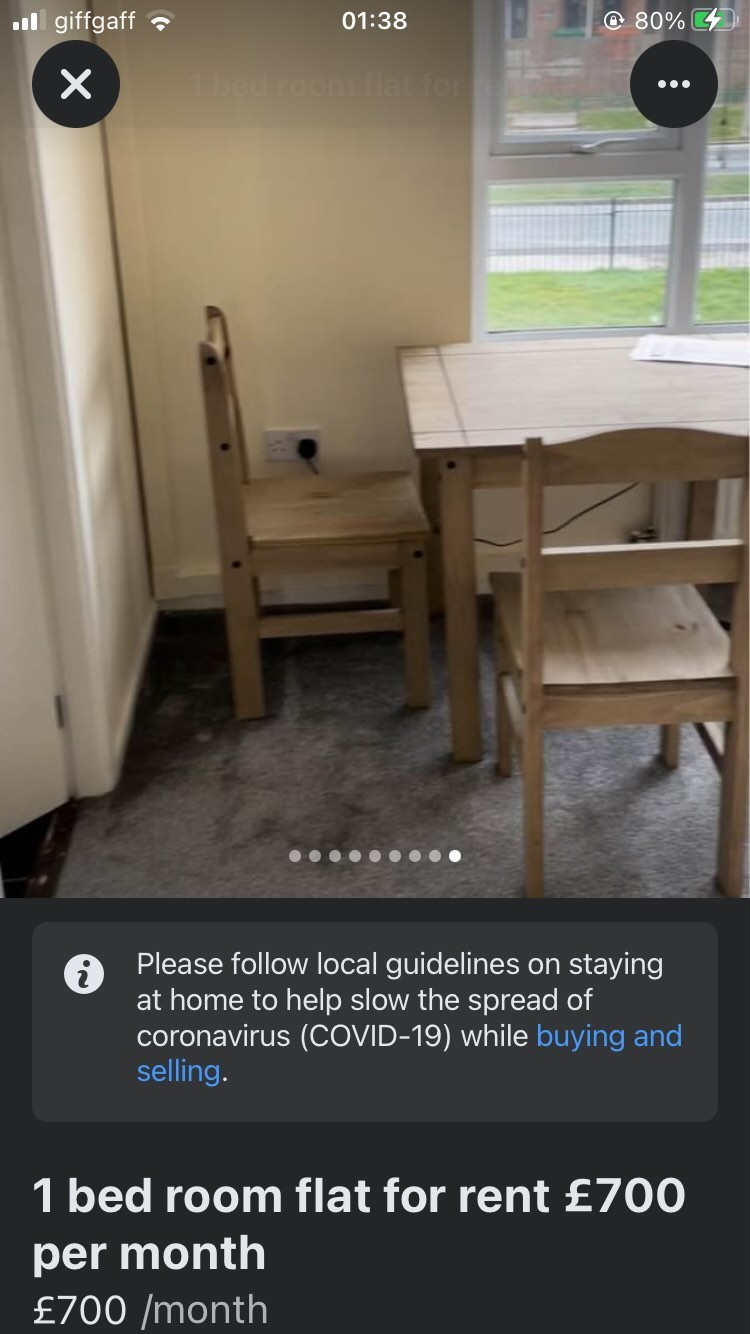 giffgaff 01:38 80%
1 bed room flat for re
Please follow local guidelines on staying
at home to help slow the spread of
coronavirus (COVID-19) while buying and
selling.
1 bed room flat for rent £700
per month
£700 /month